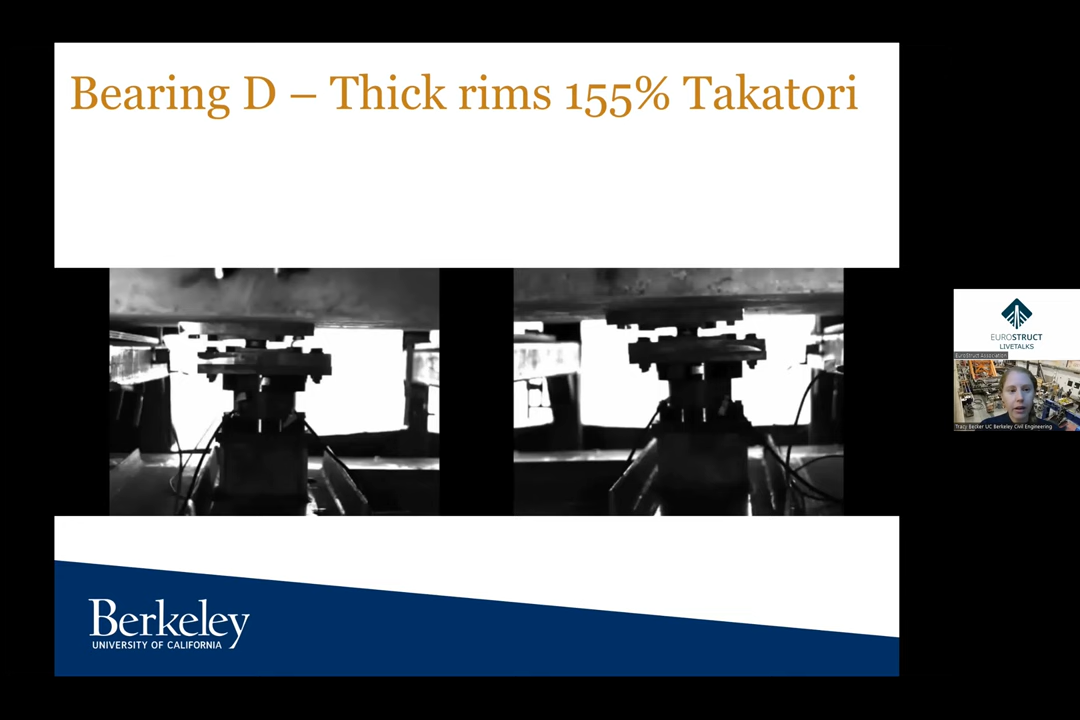 Bearing D – Thick rims 155% Takatori
EUROSTRUCT
LIVETALKS
EuroStruct Association
Tracy Becker UC Berkeley Civil Engineering
Berkeley
UNIVERSITY OF CALIFORNIA